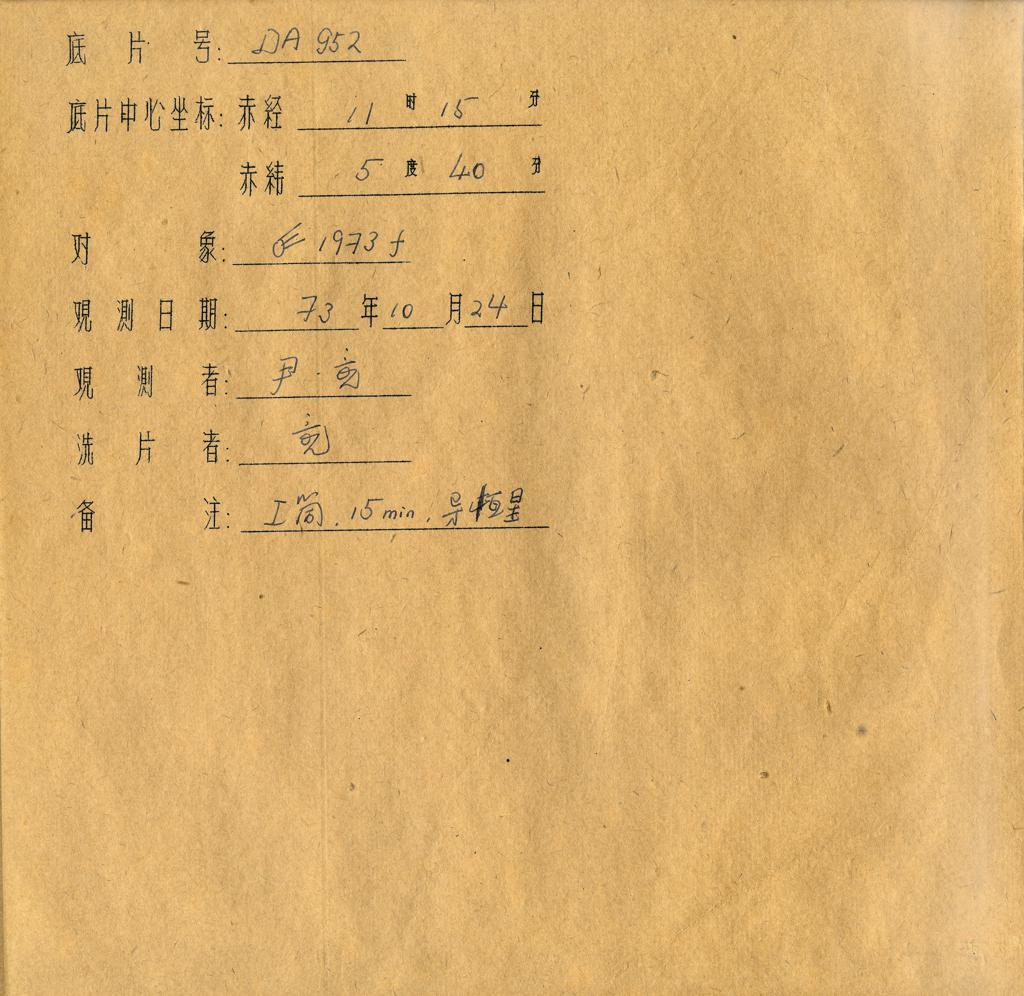 底片号: DA 952
底片中心坐标: 赤经 11 时 15 分
赤纬 5 度 40 分
对象: ☄ 1973 f
观测日期: 73 年 10 月 24 日
观测者: 尹·亮
洗片者:
备注: 工筒. 15 min. 导恒星